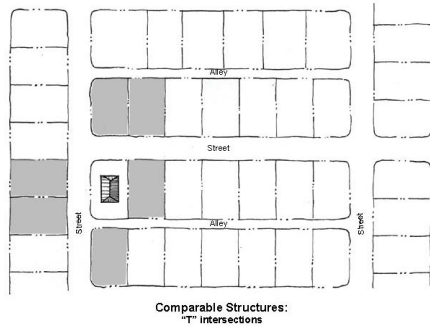 Alley
Street
Street
Alley
Street
Comparable Structures:
"T" intersections